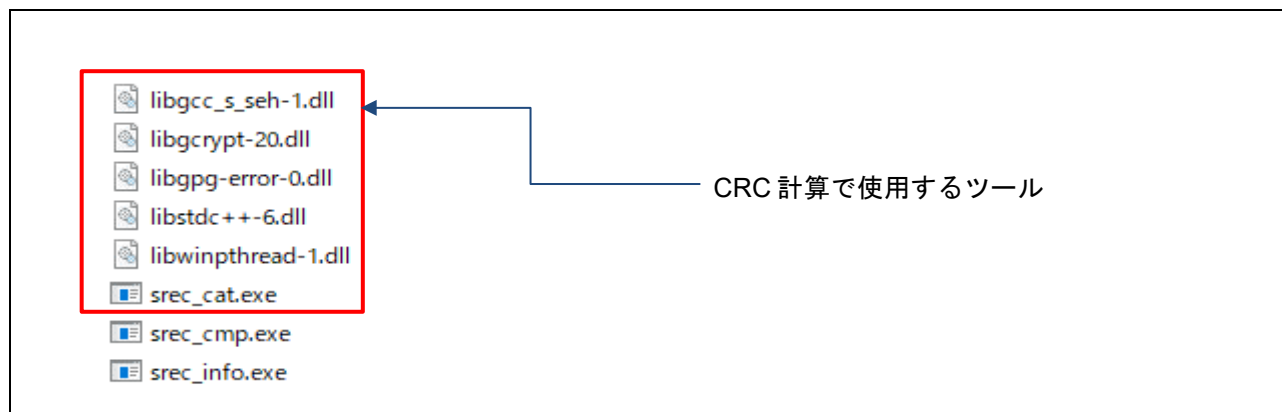 libgcc_s_seh-1.dll
libgcrypt-20.dll
libgpg-error-0.dll
libstdc++-6.dll
libwinpthread-1.dll
srec_cat.exe
srec_cmp.exe
srec_info.exe
CRC 計算で使用するツール